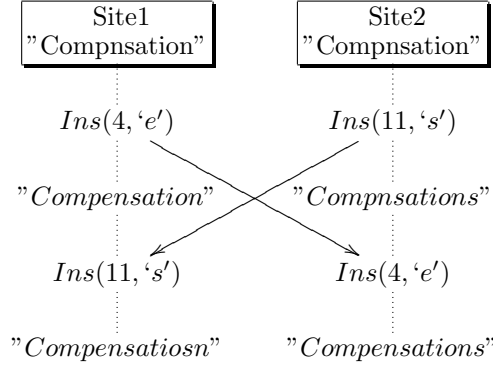 Site1
"Compnsation"
Site2
"Compnsation"
Ins(4, ‘e′)
Ins(11, ‘s′)
"Compensation"
"Compnsations"
Ins(11, ‘s′)
Ins(4, ‘e′)
"Compensatiosn"
"Compensations"